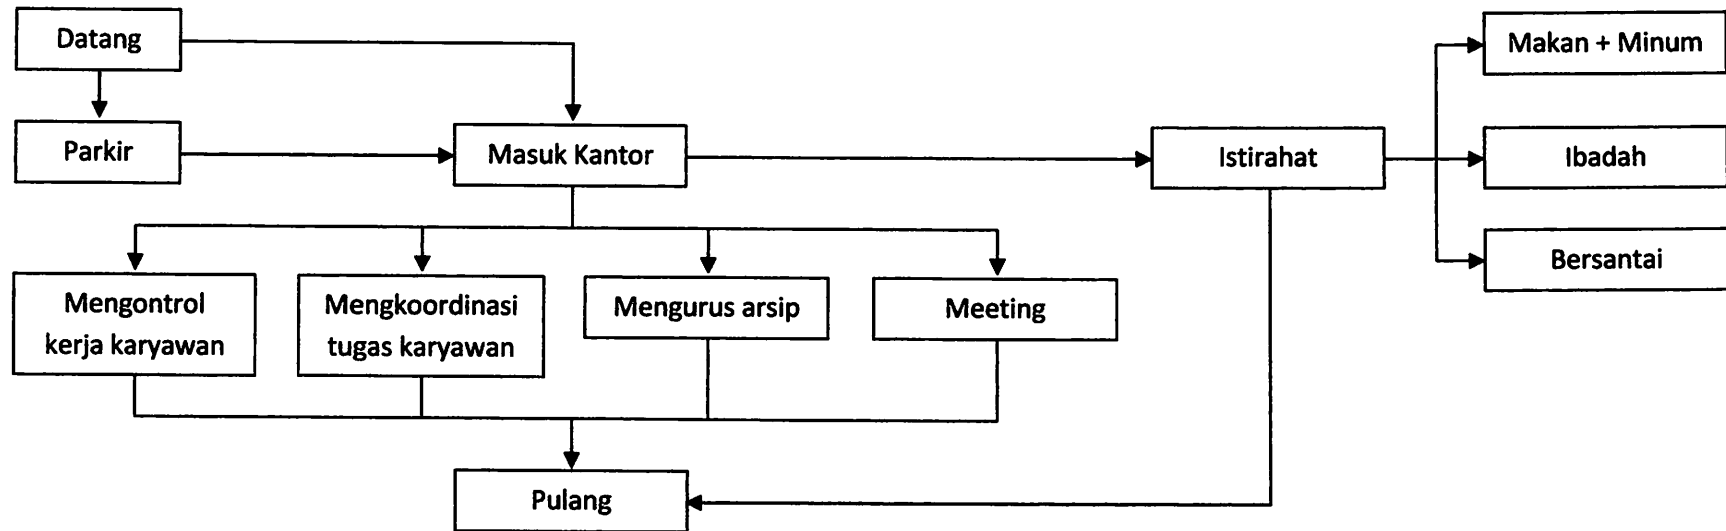 Datang
Makan + Minum
Parkir
Masuk Kantor
Istirahat
Ibadah
Bersantai
Mengontrol
kerja karyawan
Mengkoordinasi
tugas karyawan
Mengurus arsip
Meeting
Pulang